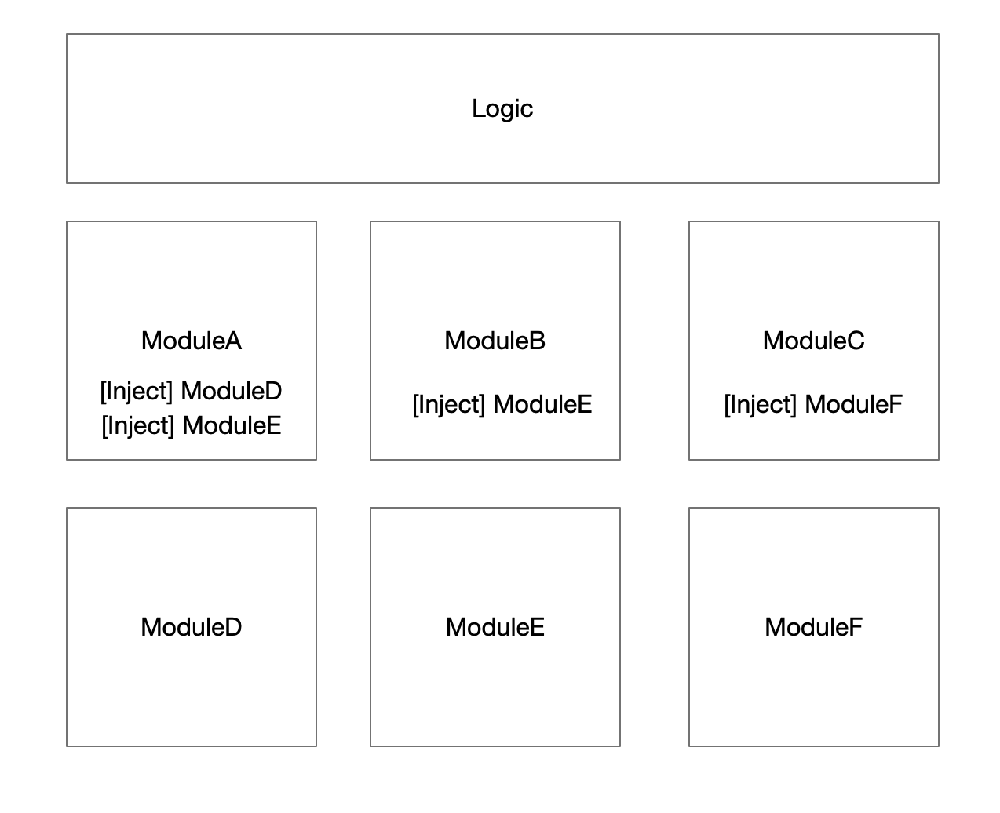 Logic
ModuleA
[Inject] ModuleD
[Inject] ModuleE
ModuleB
[Inject] ModuleE
ModuleC
[Inject] ModuleF
ModuleD
ModuleE
ModuleF